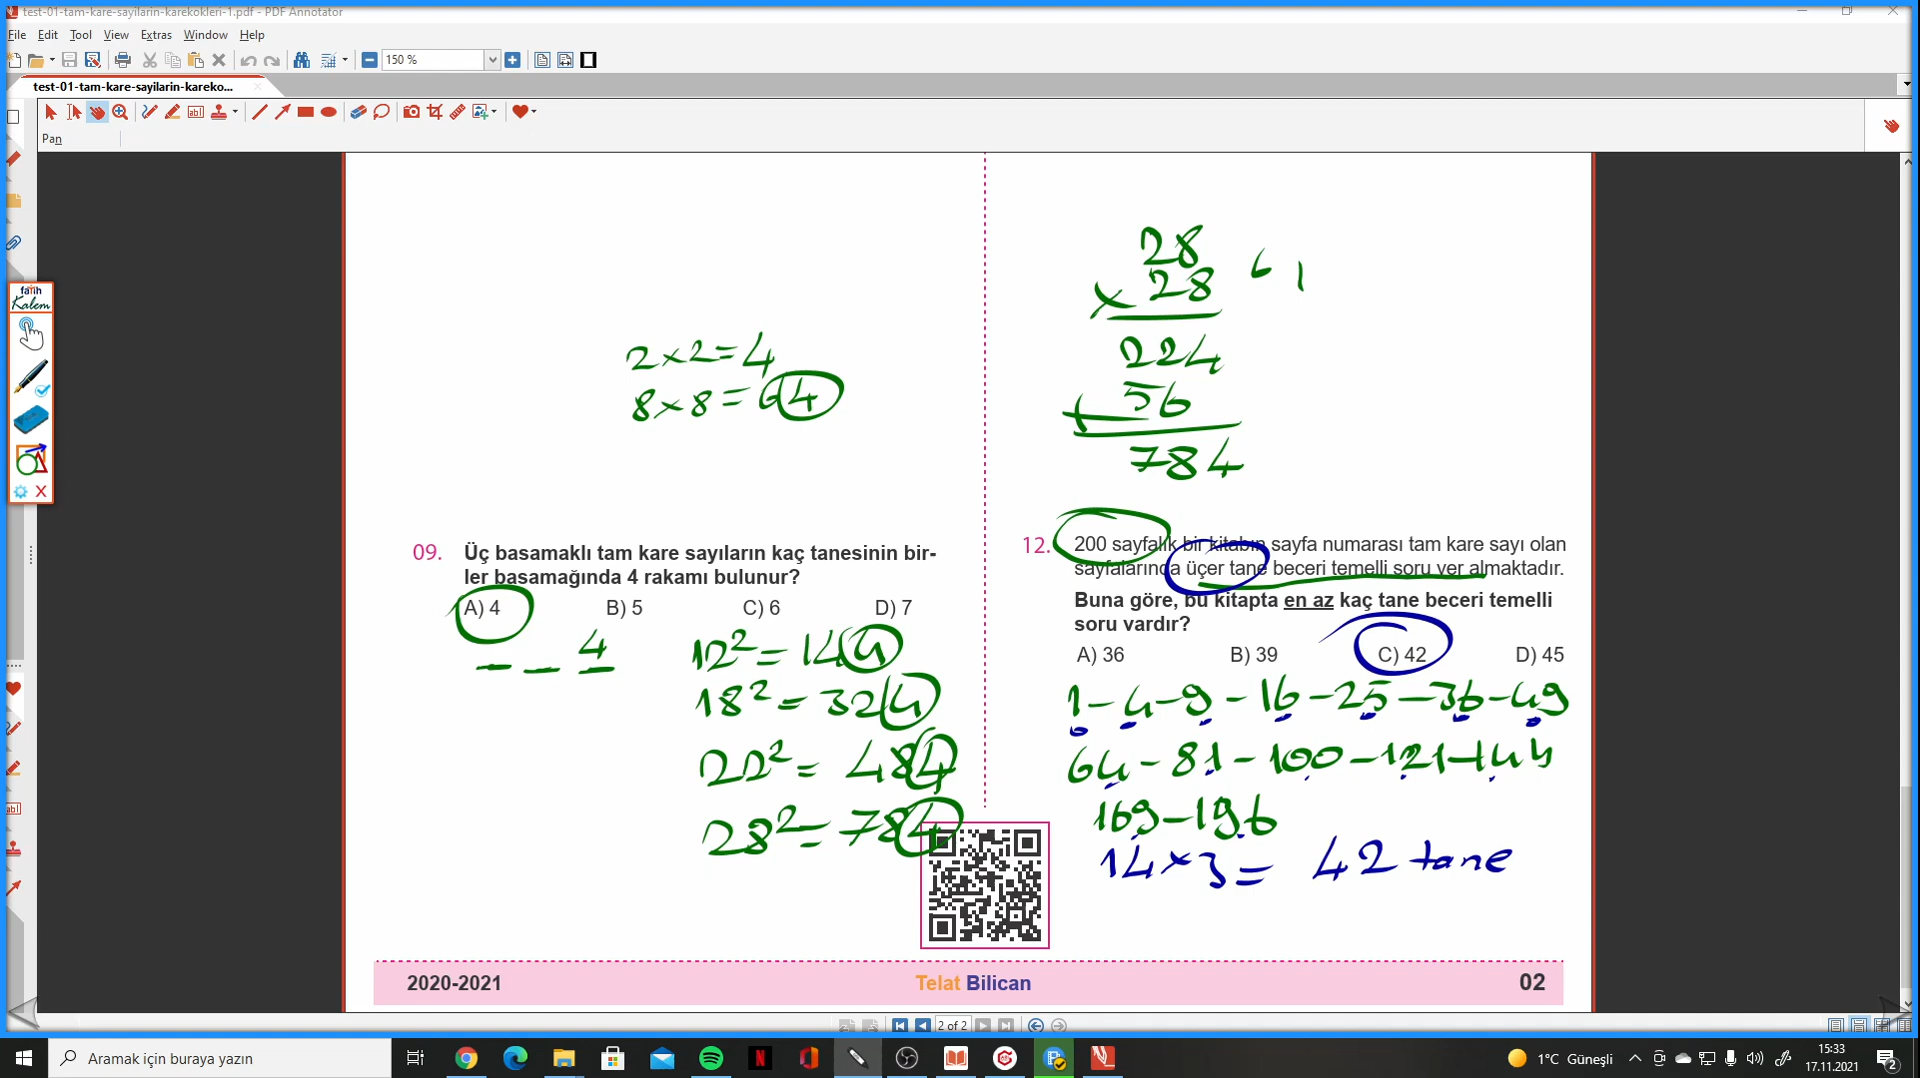 test-01-tam-kare-sayilarin-karekokleri-1.pdf - PDF Annotator
File Edit Tool View Extras Window Help
150 %
test-01-tam-kare-sayilarin-kareko...
Pan
fatih
Kalem
2×2=4
8×8=64
28
×28
224
+56
784
6 1
09. Üç basamaklı tam kare sayıların kaç tanesinin bir-
ler basamağında 4 rakamı bulunur?
A) 4 B) 5 C) 6 D) 7
_ _ 4
12²=144
18²=324
22²=484
28²=784
12. 200 sayfalık bir kitabın sayfa numarası tam kare sayı olan
sayfalarında üçer tane beceri temelli soru yer almaktadır.
Buna göre, bu kitapta en az kaç tane beceri temelli
soru vardır?
A) 36 B) 39 C) 42 D) 45
1-4-9-16-25-36-49
64-81-100-121-144
169-196
14×3= 42 tane
2020-2021 Telat Bilican 02
2 of 2
Aramak için buraya yazın
1°C Güneşli
15:33
17.11.2021
2